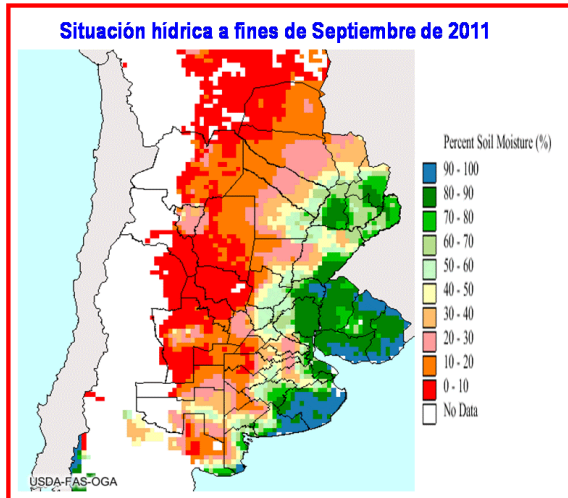 Situación hídrica a fines de Septiembre de 2011
Percent Soil Moisture (%)
90 - 100
80 - 90
70 - 80
60 - 70
50 - 60
40 - 50
30 - 40
20 - 30
10 - 20
0 - 10
No Data
USDA-FAS-OGA